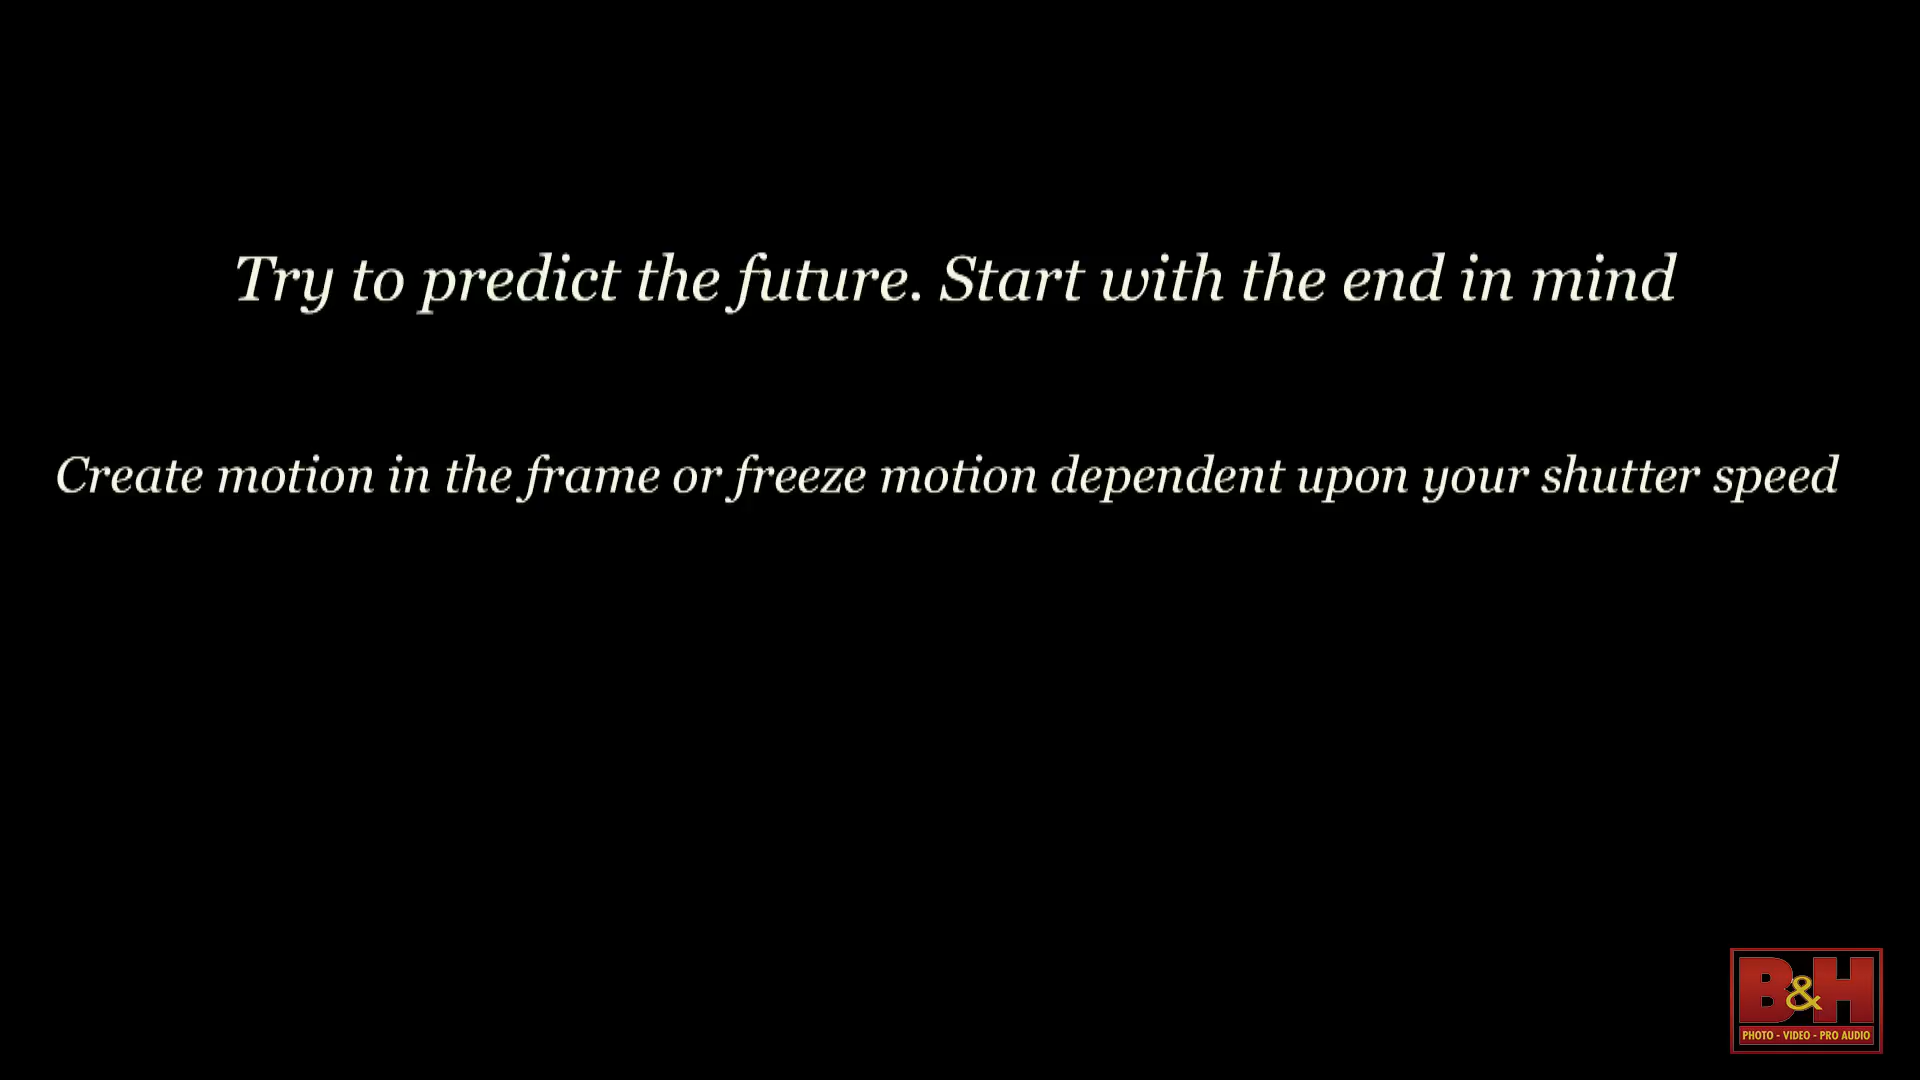 Try to predict the future. Start with the end in mind
Create motion in the frame or freeze motion dependent upon your shutter speed
B&H
PHOTO - VIDEO - PRO AUDIO